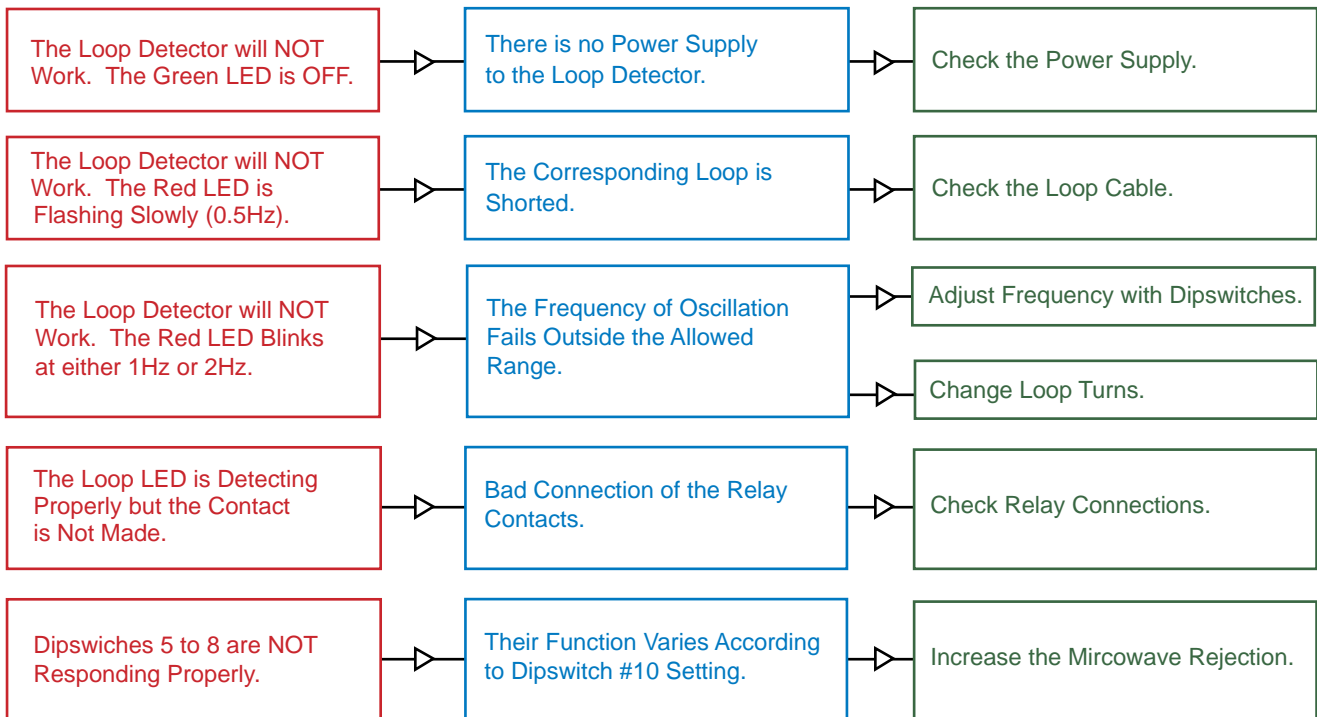 The Loop Detector will NOT
Work. The Green LED is OFF.
There is no Power Supply
to the Loop Detector.
Check the Power Supply.
The Loop Detector will NOT
Work. The Red LED is
Flashing Slowly (0.5Hz).
The Corresponding Loop is
Shorted.
Check the Loop Cable.
The Loop Detector will NOT
Work. The Red LED Blinks
at either 1Hz or 2Hz.
The Frequency of Oscillation
Fails Outside the Allowed
Range.
Adjust Frequency with Dipswitches.
Change Loop Turns.
The Loop LED is Detecting
Properly but the Contact
is Not Made.
Bad Connection of the Relay
Contacts.
Check Relay Connections.
Dipswiches 5 to 8 are NOT
Responding Properly.
Their Function Varies According
to Dipswitch #10 Setting.
Increase the Mircowave Rejection.